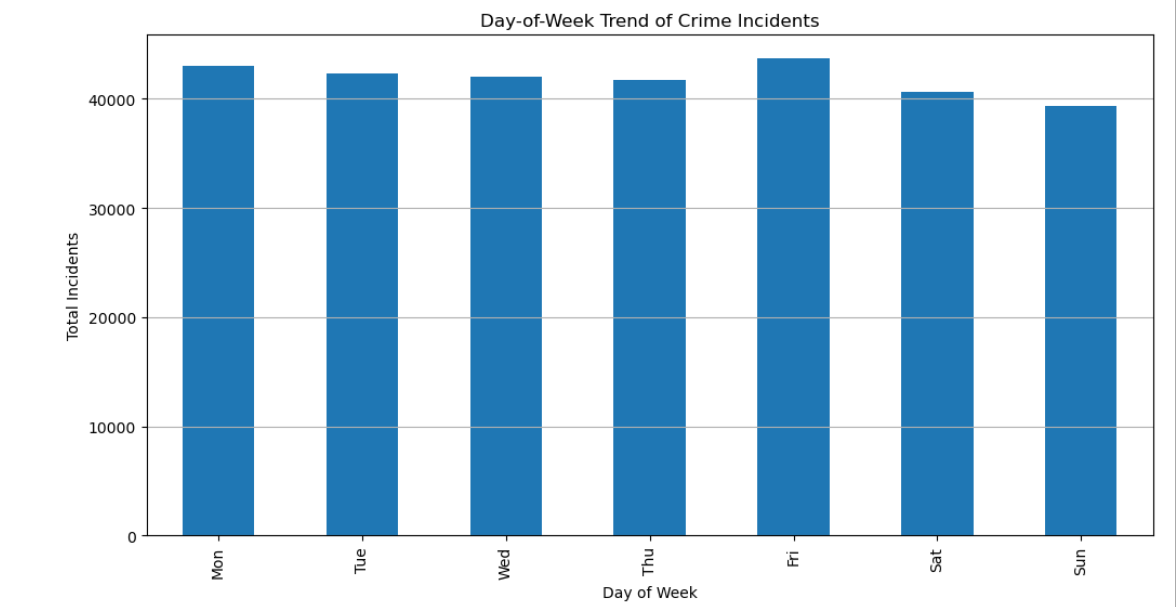 Day-of-Week Trend of Crime Incidents
Total Incidents
40000
30000
20000
10000
0
Mon Tue Wed Thu Fri Sat Sun
Day of Week